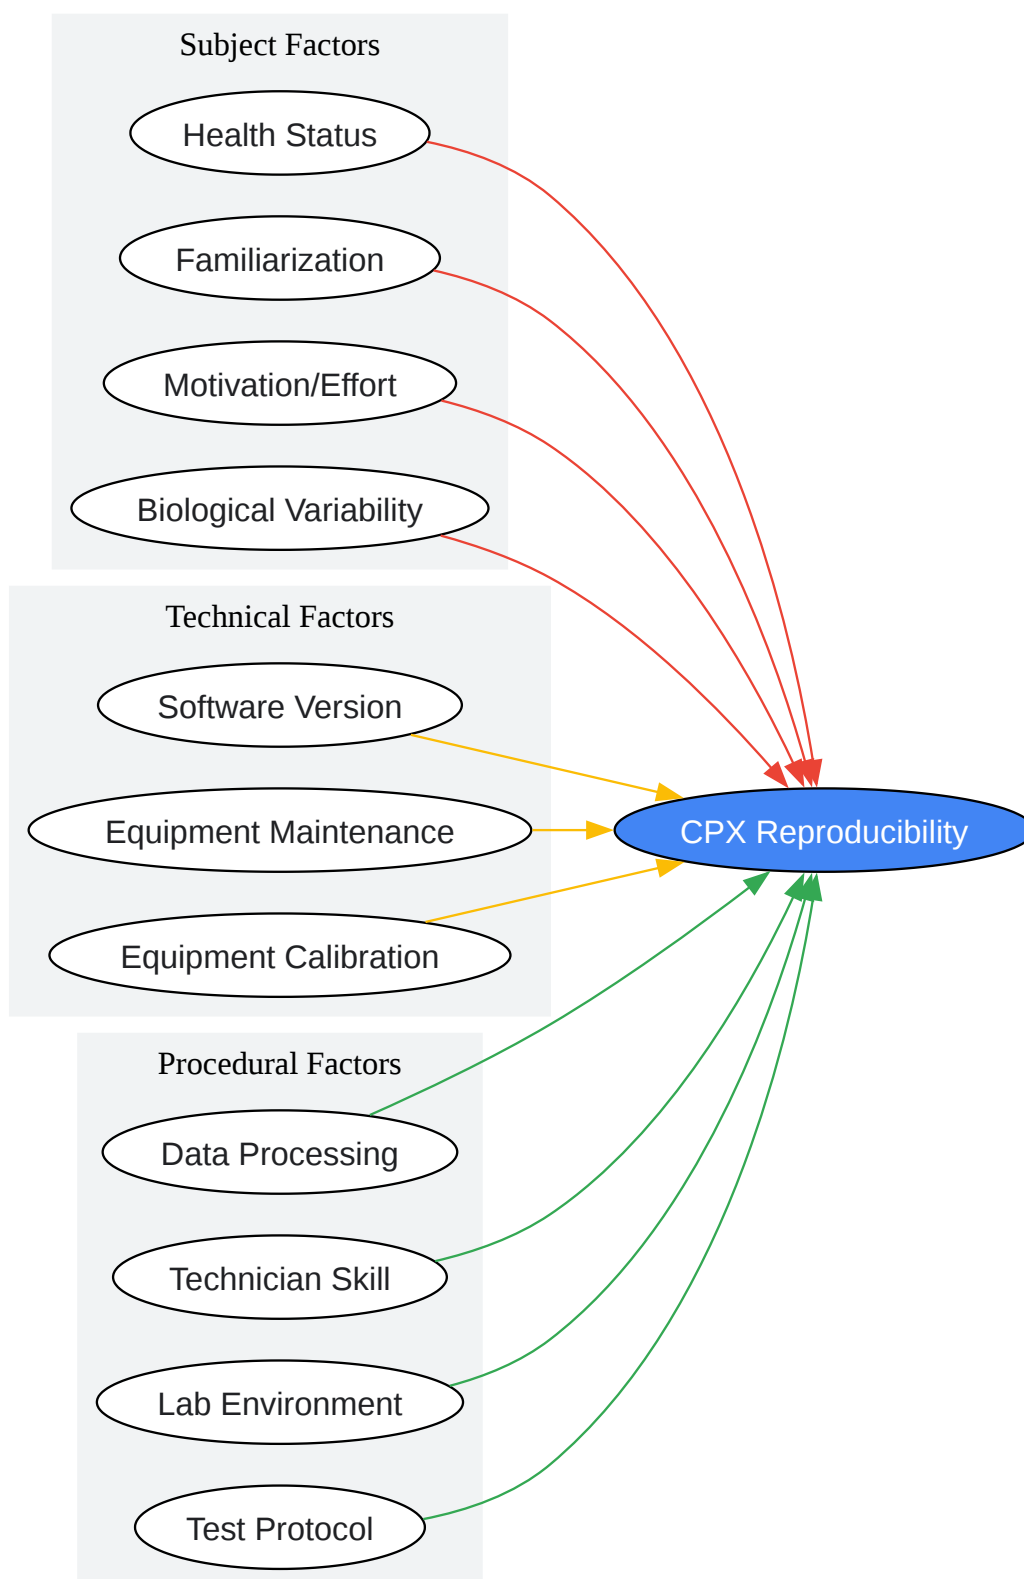 Subject Factors
Health Status
Familiarization
Motivation/Effort
Biological Variability
Technical Factors
Software Version
Equipment Maintenance
CPX Reproducibility
Equipment Calibration
Procedural Factors
Data Processing
Technician Skill
Lab Environment
Test Protocol